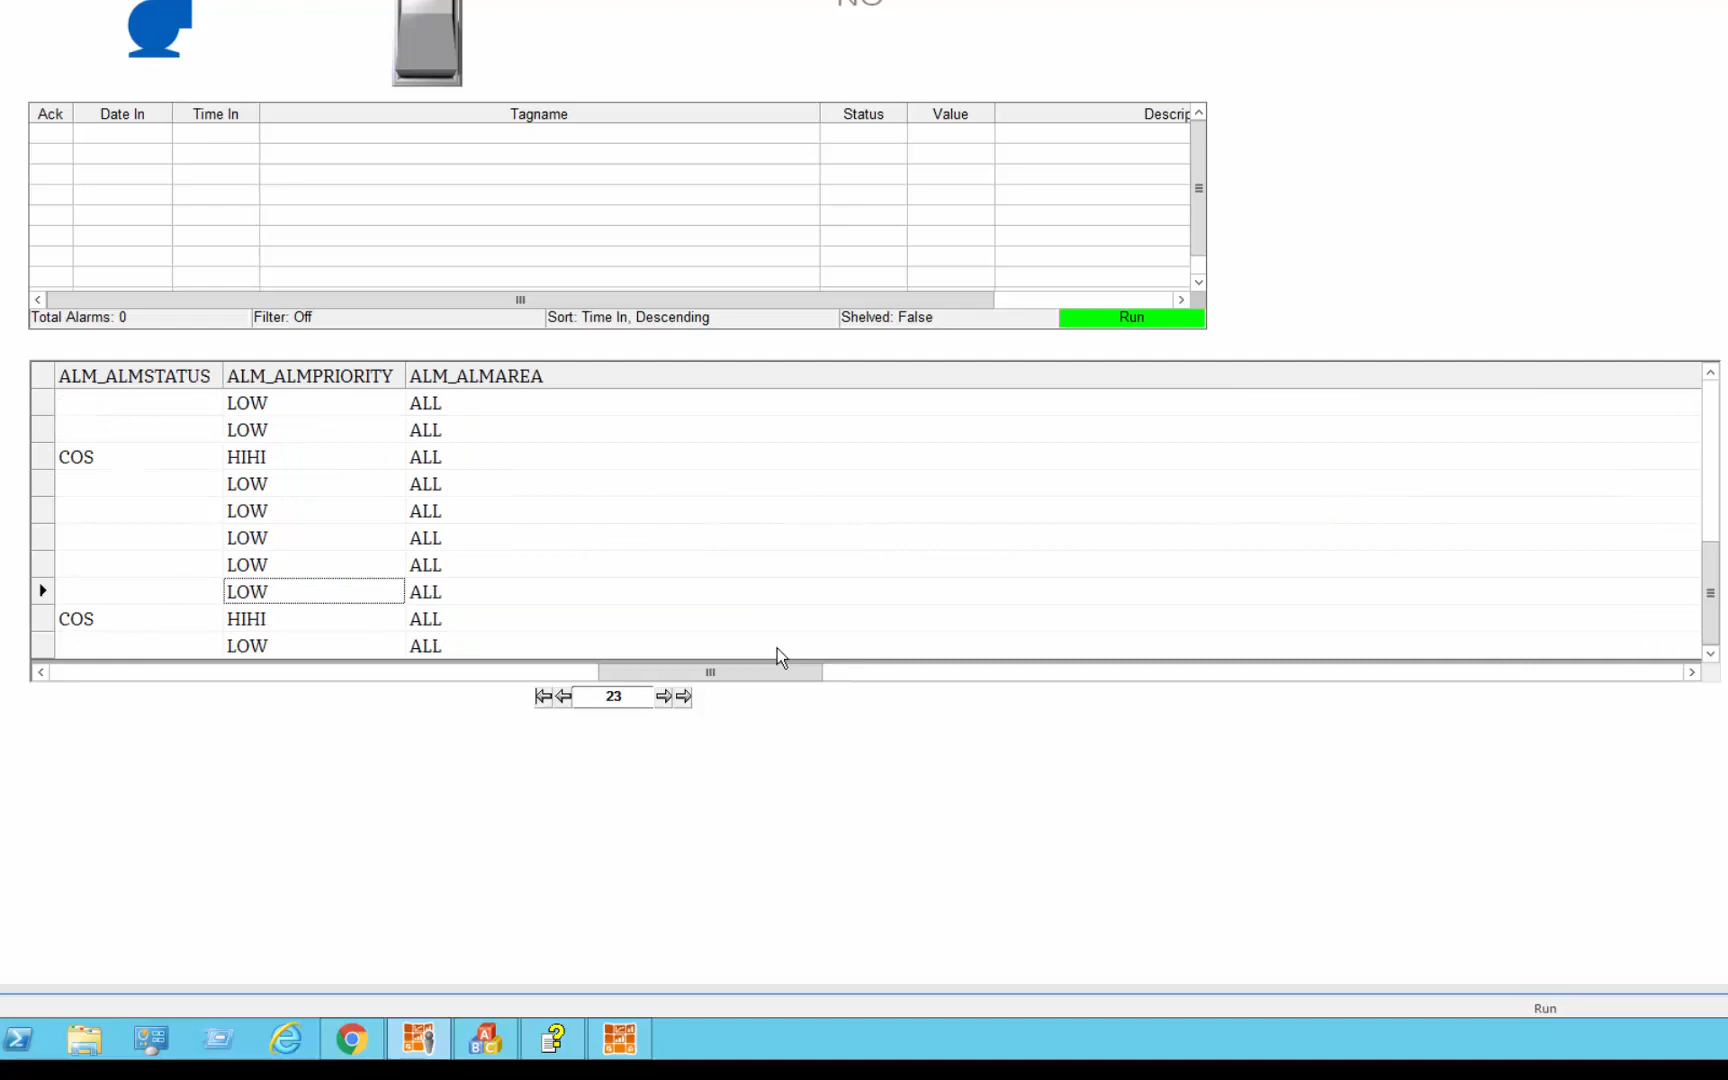 NO
Ack Date In Time In Tagname Status Value Descrip
Total Alarms: 0 Filter: Off Sort: Time In, Descending Shelved: False Run
ALM_ALMSTATUS ALM_ALMPRIORITY ALM_ALMAREA
LOW ALL
LOW ALL
COS HIHI ALL
LOW ALL
LOW ALL
LOW ALL
LOW ALL
LOW ALL
COS HIHI ALL
LOW ALL
23
Run
A
B C